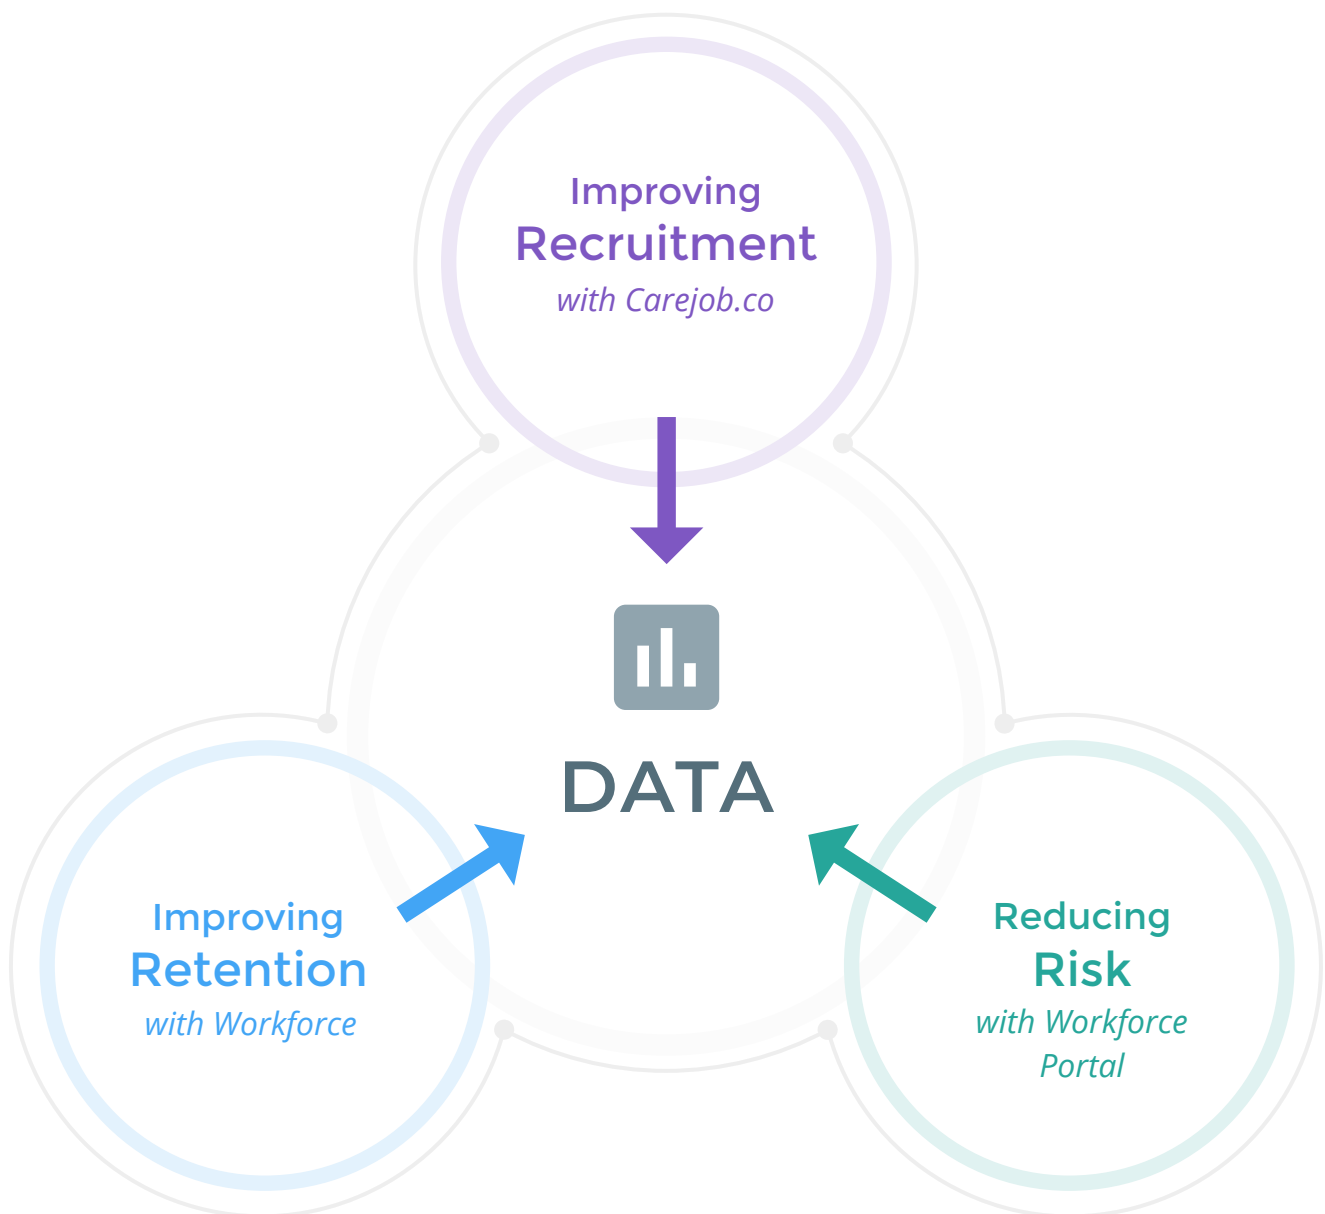 Improving
Recruitment
with Carejob.co
DATA
Improving
Retention
with Workforce
Reducing
Risk
with Workforce
Portal